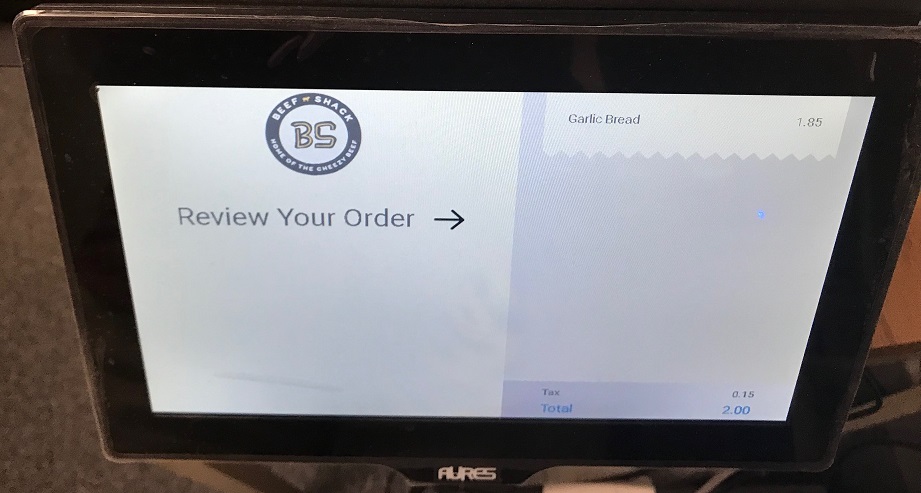 BEEF SHACK
BS
HOME OF THE CHEEZY BEEF
Review Your Order →
Garlic Bread 1.85
Tax 0.15
Total 2.00
AURES